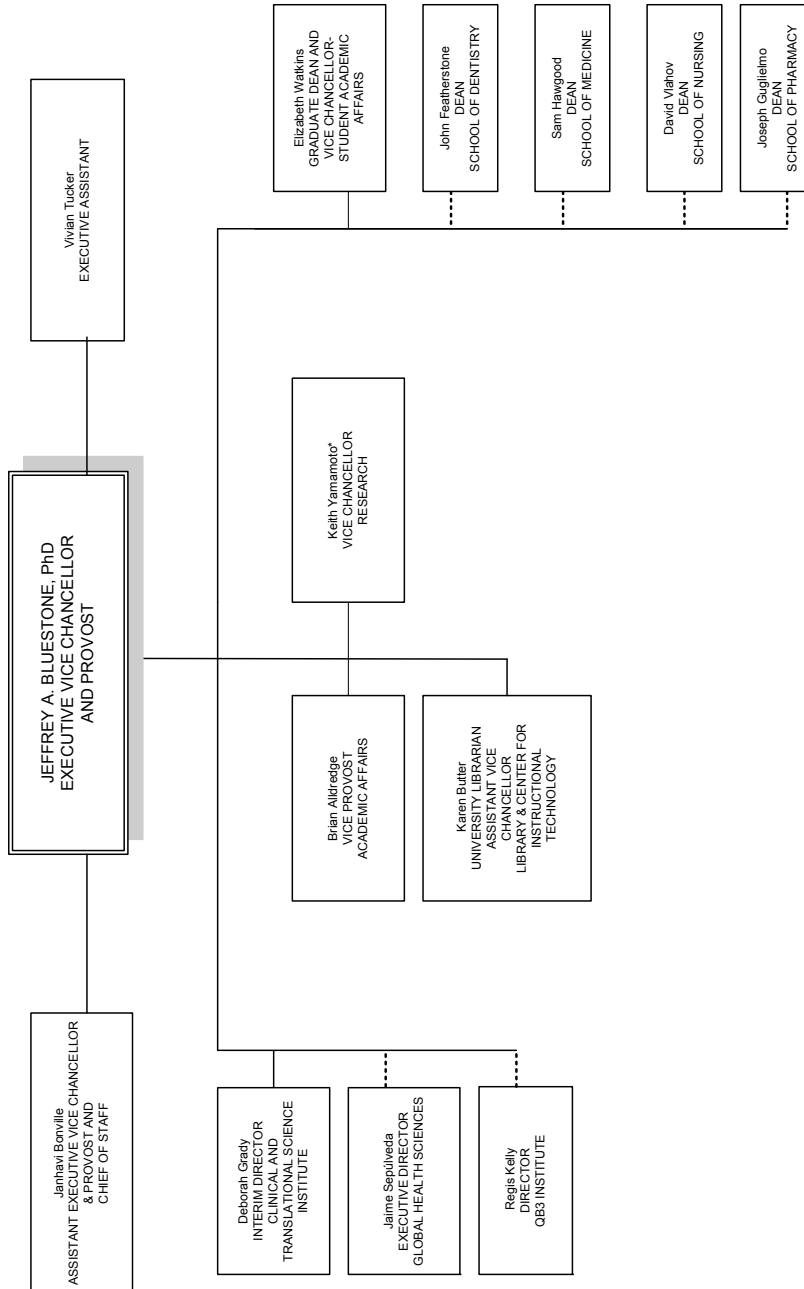 JEFFREY A. BLUESTONE, PhD
EXECUTIVE VICE CHANCELLOR
AND PROVOST
Janhavi Bonville
ASSISTANT EXECUTIVE VICE CHANCELLOR
& PROVOST AND
CHIEF OF STAFF
Vivian Tucker
EXECUTIVE ASSISTANT
Deborah Grady
INTERIM DIRECTOR
CLINICAL AND
TRANSLATIONAL SCIENCE
INSTITUTE
Jaime Sepúlveda
EXECUTIVE DIRECTOR
GLOBAL HEALTH SCIENCES
Regis Kelly
DIRECTOR
QB3 INSTITUTE
Brian Alldredge
VICE PROVOST
ACADEMIC AFFAIRS
Keith Yamamoto*
VICE CHANCELLOR
RESEARCH
Karen Butter
UNIVERSITY LIBRARIAN
ASSISTANT VICE
CHANCELLOR
LIBRARY & CENTER FOR
INSTRUCTIONAL
TECHNOLOGY
Elizabeth Watkins
GRADUATE DEAN AND
VICE CHANCELLOR-
STUDENT ACADEMIC
AFFAIRS
John Featherstone
DEAN
SCHOOL OF DENTISTRY
Sam Hawgood
DEAN
SCHOOL OF MEDICINE
David Vlahov
DEAN
SCHOOL OF NURSING
Joseph Guglielmo
DEAN
SCHOOL OF PHARMACY